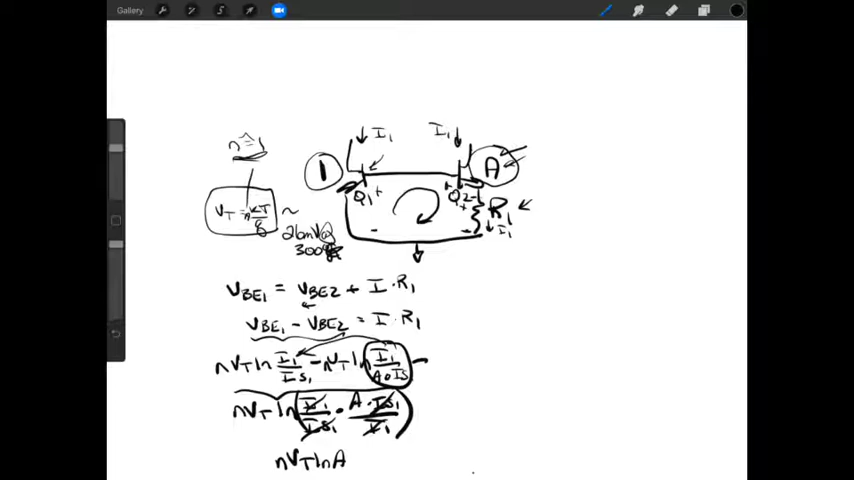 Gallery
I₁ I₁
n≅1
1 A
Q₁ + + Q₂ -
V_T = nkT/q ~ 26mV@ 300°K
+ R₁
- - I₁
V_BE1 = V_BE2 + I·R₁
V_BE1 - V_BE2 = I·R₁
nV_T ln I₁/I_S1 - nV_T ln I₁/A·I_S
nV_T ln (I₁/I_S1 · A·I_S1/I₁)
nV_T ln A